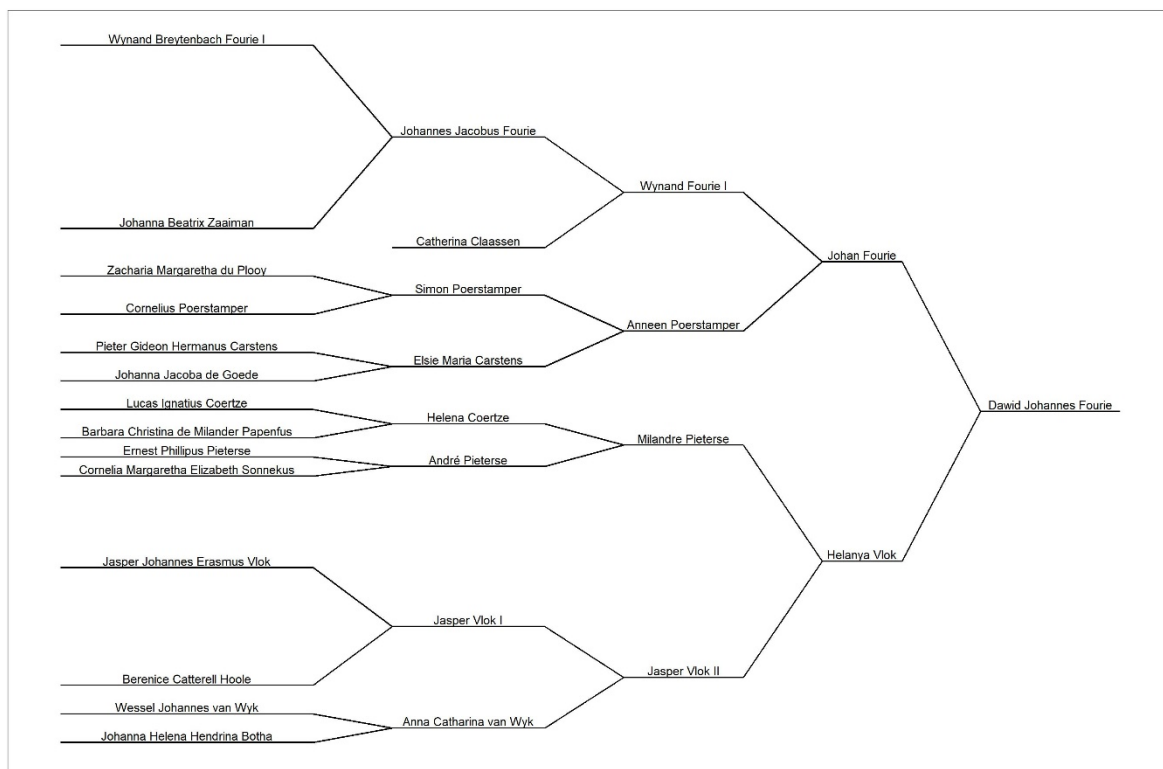 Wynand Breytenbach Fourie I
Johannes Jacobus Fourie
Wynand Fourie I
Johanna Beatrix Zaaiman
Catherina Claassen
Johan Fourie
Zacharia Margaretha du Plooy
Simon Poerstamper
Cornelius Poerstamper
Anneen Poerstamper
Pieter Gideon Hermanus Carstens
Elsie Maria Carstens
Johanna Jacoba de Goede
Lucas Ignatius Coertze
Dawid Johannes Fourie
Helena Coertze
Barbara Christina de Milander Papenfus
Milandre Pieterse
Ernest Phillipus Pieterse
André Pieterse
Cornelia Margaretha Elizabeth Sonnekus
Helanya Vlok
Jasper Johannes Erasmus Vlok
Jasper Vlok I
Jasper Vlok II
Berenice Catterell Hoole
Wessel Johannes van Wyk
Anna Catharina van Wyk
Johanna Helena Hendrina Botha